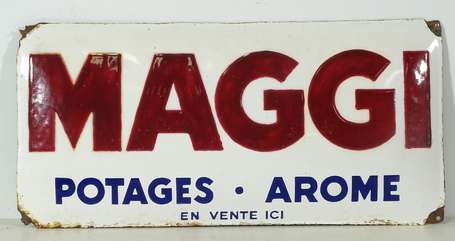 MAGGI
POTAGES · AROME
EN VENTE ICI